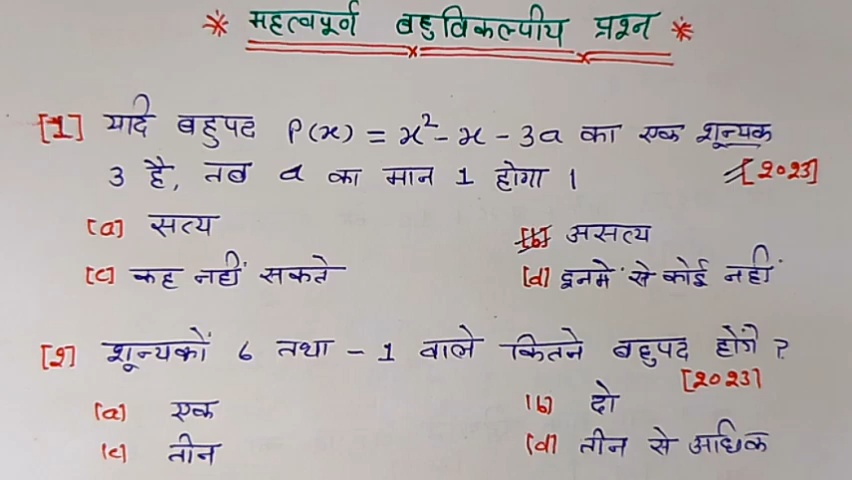 * महत्वपूर्ण बहुविकल्पीय प्रश्न *
[1] यदि बहुपद P(x) = x² - x - 3a का एक शून्यक
3 है, तब a का मान 1 होगा । [2023]
[a] सत्य [b] असत्य
[c] कह नहीं सकते [d] इनमे से कोई नहीं
[2] शून्यकों 6 तथा - 1 वाले कितने बहुपद होंगे ?
[2023]
[a] एक [b] दो
[c] तीन [d] तीन से अधिक